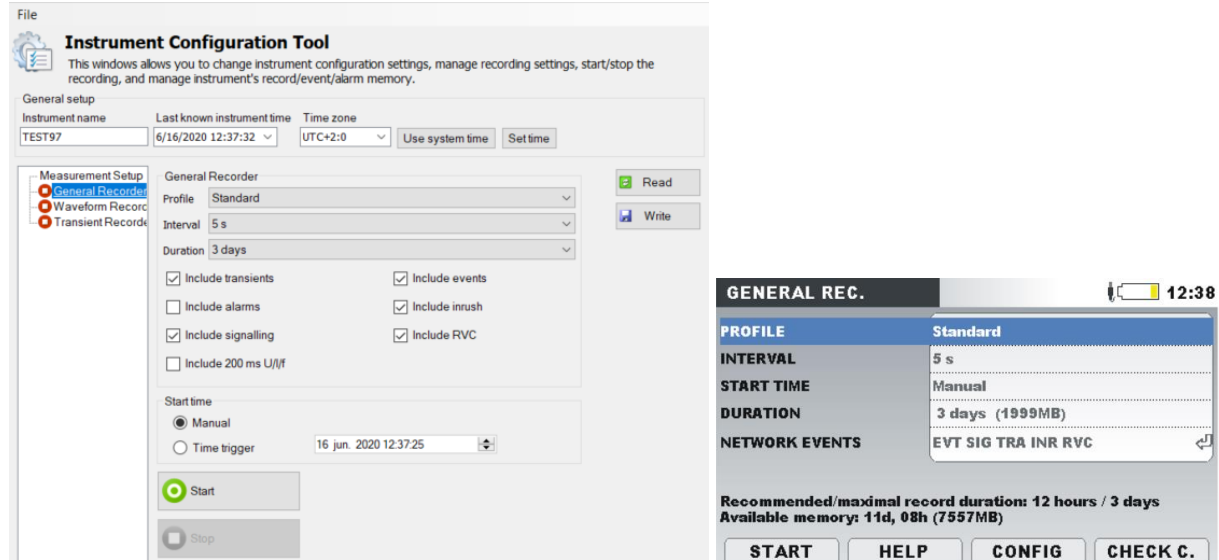 File
Instrument Configuration Tool
This windows allows you to change instrument configuration settings, manage recording settings, start/stop the
recording, and manage instrument's record/event/alarm memory.
General setup
Instrument name Last known instrument time Time zone
TEST97 6/16/2020 12:37:32 UTC+2:0 Use system time Set time
Measurement Setup
General Recorder
Waveform Recorc
Transient Recorde
General Recorder
Profile Standard
Interval 5 s
Duration 3 days
Include transients Include events
Include alarms Include inrush
Include signalling Include RVC
Include 200 ms U/I/f
Start time
Manual
Time trigger 16 jun. 2020 12:37:25
Start
Stop
Read
Write
GENERAL REC. 12:38
PROFILE Standard
INTERVAL 5 s
START TIME Manual
DURATION 3 days (1999MB)
NETWORK EVENTS EVT SIG TRA INR RVC
Recommended/maximal record duration: 12 hours / 3 days
Available memory: 11d, 08h (7557MB)
START HELP CONFIG CHECK C.